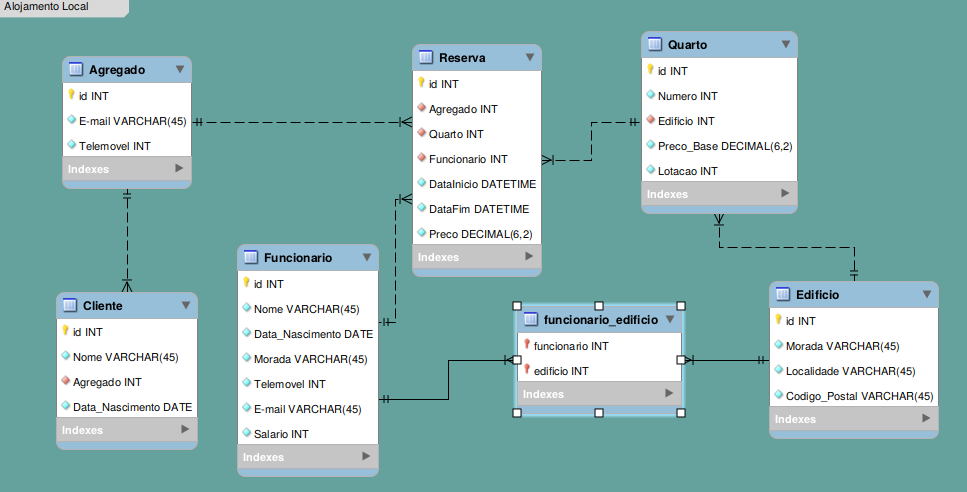 Alojamento Local
Agregado
id INT
E-mail VARCHAR(45)
Telemovel INT
Indexes
Reserva
id INT
Agregado INT
Quarto INT
Funcionario INT
DataInicio DATETIME
DataFim DATETIME
Preco DECIMAL(6,2)
Indexes
Quarto
id INT
Numero INT
Edificio INT
Preco_Base DECIMAL(6,2)
Lotacao INT
Indexes
Cliente
id INT
Nome VARCHAR(45)
Agregado INT
Data_Nascimento DATE
Indexes
Funcionario
id INT
Nome VARCHAR(45)
Data_Nascimento DATE
Morada VARCHAR(45)
Telemovel INT
E-mail VARCHAR(45)
Salario INT
Indexes
funcionario_edificio
funcionario INT
edificio INT
Indexes
Edificio
id INT
Morada VARCHAR(45)
Localidade VARCHAR(45)
Codigo_Postal VARCHAR(45)
Indexes